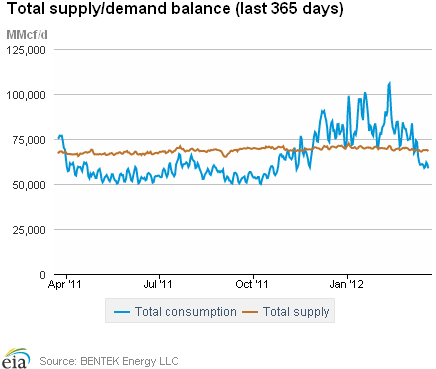 Total supply/demand balance (last 365 days)
MMcf/d
125,000
100,000
75,000
50,000
25,000
0
Apr '11
Jul '11
Oct '11
Jan '12
Total consumption
Total supply
eia
Source: BENTEK Energy LLC